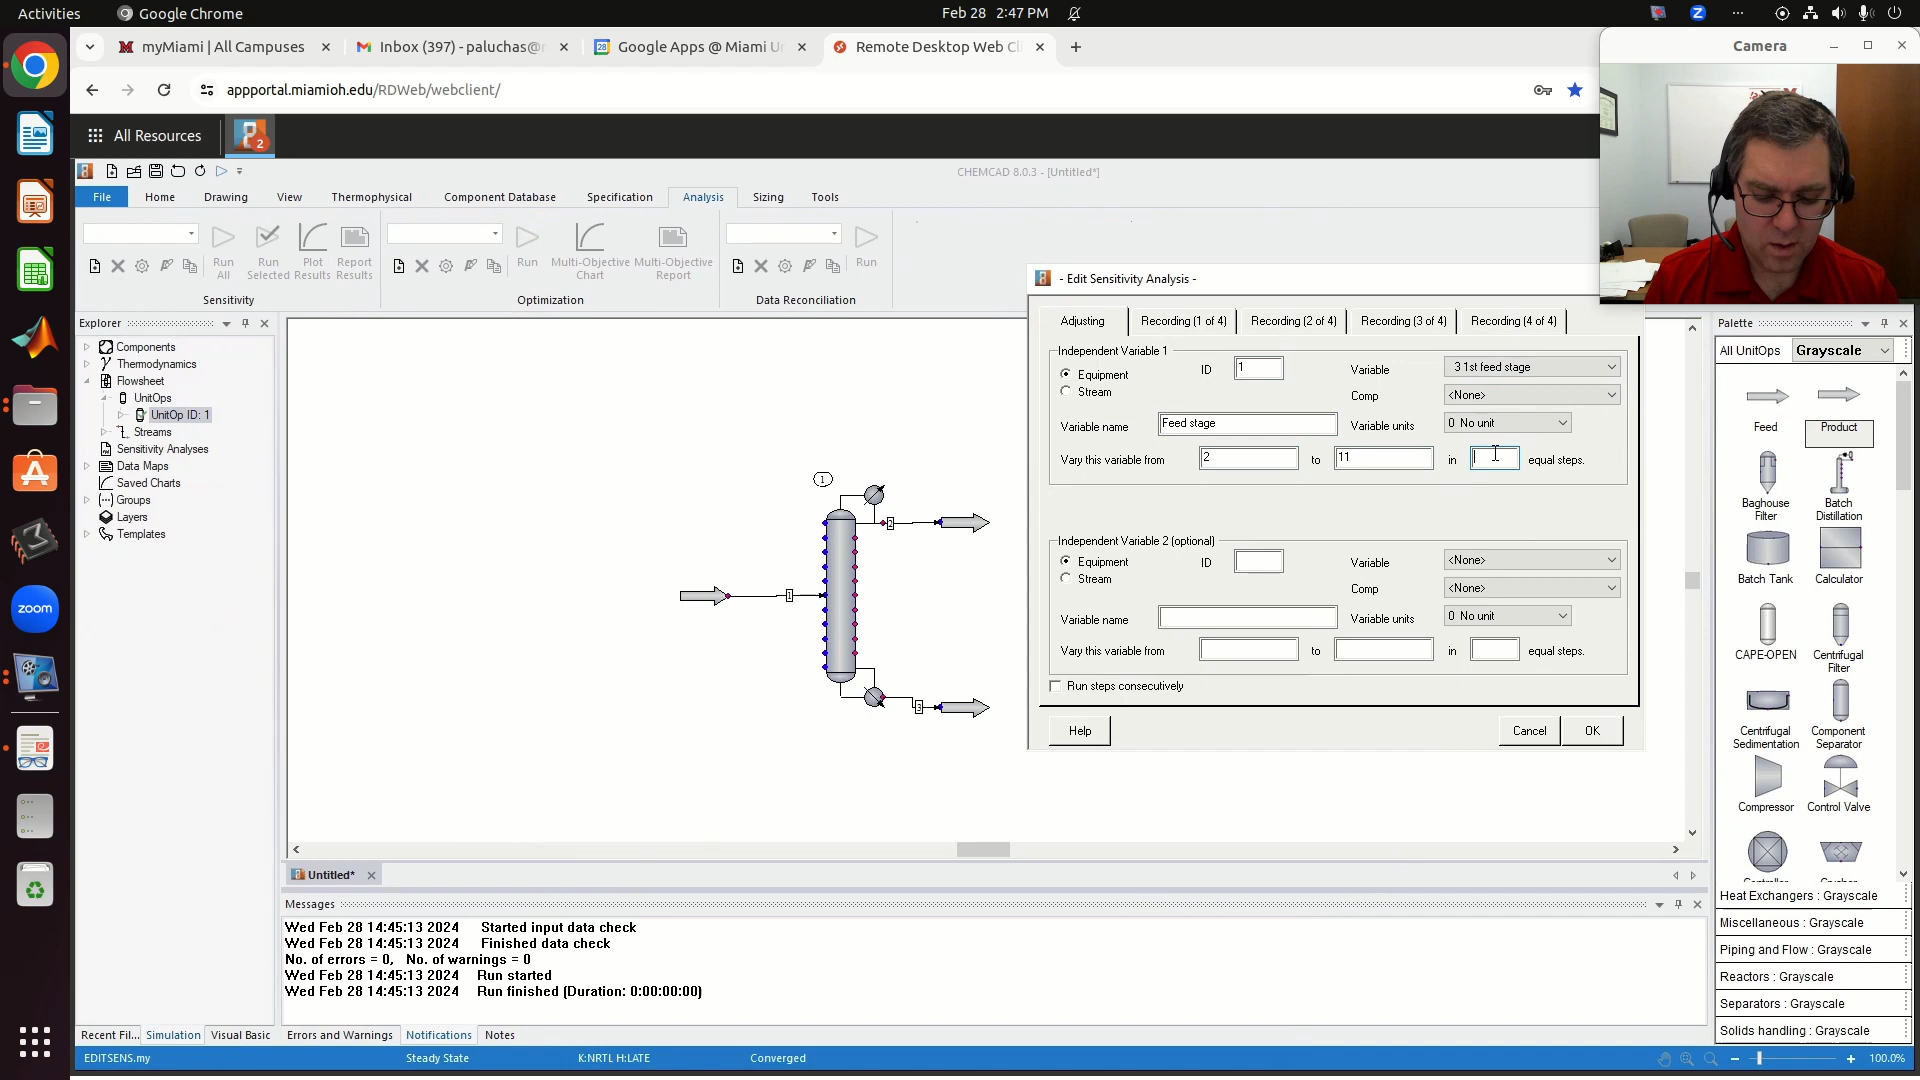 Activities
Google Chrome
Feb 28 2:47 PM
myMiami | All Campuses
Inbox (397) - paluchas@
Google Apps @ Miami U
Remote Desktop Web Cl
Camera
appportal.miamioh.edu/RDWeb/webclient/
All Resources
2
CHEMCAD 8.0.3 - [Untitled*]
File
Home
Drawing
View
Thermophysical
Component Database
Specification
Analysis
Sizing
Tools
Run All
Run Selected
Plot Results
Report Results
Sensitivity
Run
Multi-Objective Chart
Multi-Objective Report
Optimization
Run
Data Reconciliation
Explorer
Components
Thermodynamics
Flowsheet
UnitOps
UnitOp ID: 1
Streams
Sensitivity Analyses
Data Maps
Saved Charts
Groups
Layers
Templates
1
2
1
3
- Edit Sensitivity Analysis -
Adjusting
Recording (1 of 4)
Recording (2 of 4)
Recording (3 of 4)
Recording (4 of 4)
Independent Variable 1
Equipment
Stream
ID 1
Variable 3 1st feed stage
Comp <None>
Variable name Feed stage
Variable units 0 No unit
Vary this variable from 2 to 11 in equal steps.
Independent Variable 2 (optional)
Equipment
Stream
ID
Variable <None>
Comp <None>
Variable name
Variable units 0 No unit
Vary this variable from to in equal steps.
Run steps consecutively
Help
Cancel
OK
Palette
All UnitOps Grayscale
Feed
Product
Baghouse Filter
Batch Distillation
Batch Tank
Calculator
CAPE-OPEN
Centrifugal Filter
Centrifugal Sedimentation
Component Separator
Compressor
Control Valve
Heat Exchangers : Grayscale
Miscellaneous : Grayscale
Piping and Flow : Grayscale
Reactors : Grayscale
Separators : Grayscale
Solids handling : Grayscale
zoom
Untitled*
Messages
Wed Feb 28 14:45:13 2024 Started input data check
Wed Feb 28 14:45:13 2024 Finished data check
No. of errors = 0, No. of warnings = 0
Wed Feb 28 14:45:13 2024 Run started
Wed Feb 28 14:45:13 2024 Run finished (Duration: 0:00:00:00)
Recent Fil...
Simulation
Visual Basic
Errors and Warnings
Notifications
Notes
EDITSENS.my
Steady State
K:NRTL H:LATE
Converged
100.0%